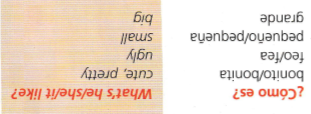 ¿Cómo es? What's he/she/it like?
bonito/bonita cute, pretty
feo/fea ugly
pequeño/pequeña small
grande big